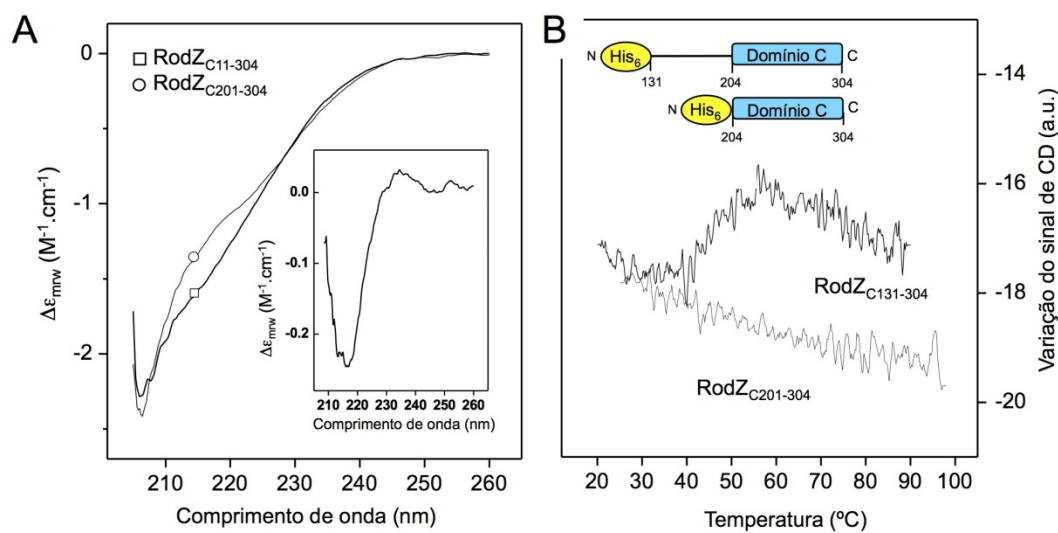 A
RodZC11-304
RodZC201-304
0
-1
-2
Δεmrw (M-1.cm-1)
210 220 230 240 250 260
Comprimento de onda (nm)
0.0
-0.1
-0.2
Δεmrw (M-1.cm-1)
210 220 230 240 250 260
Comprimento de onda (nm)
B
N His6 Domínio C C
131 204 304
N His6 Domínio C C
204 304
RodZC131-304
RodZC201-304
-14
-16
-18
-20
Variação do sinal de CD (a.u.)
20 30 40 50 60 70 80 90 100
Temperatura (ºC)